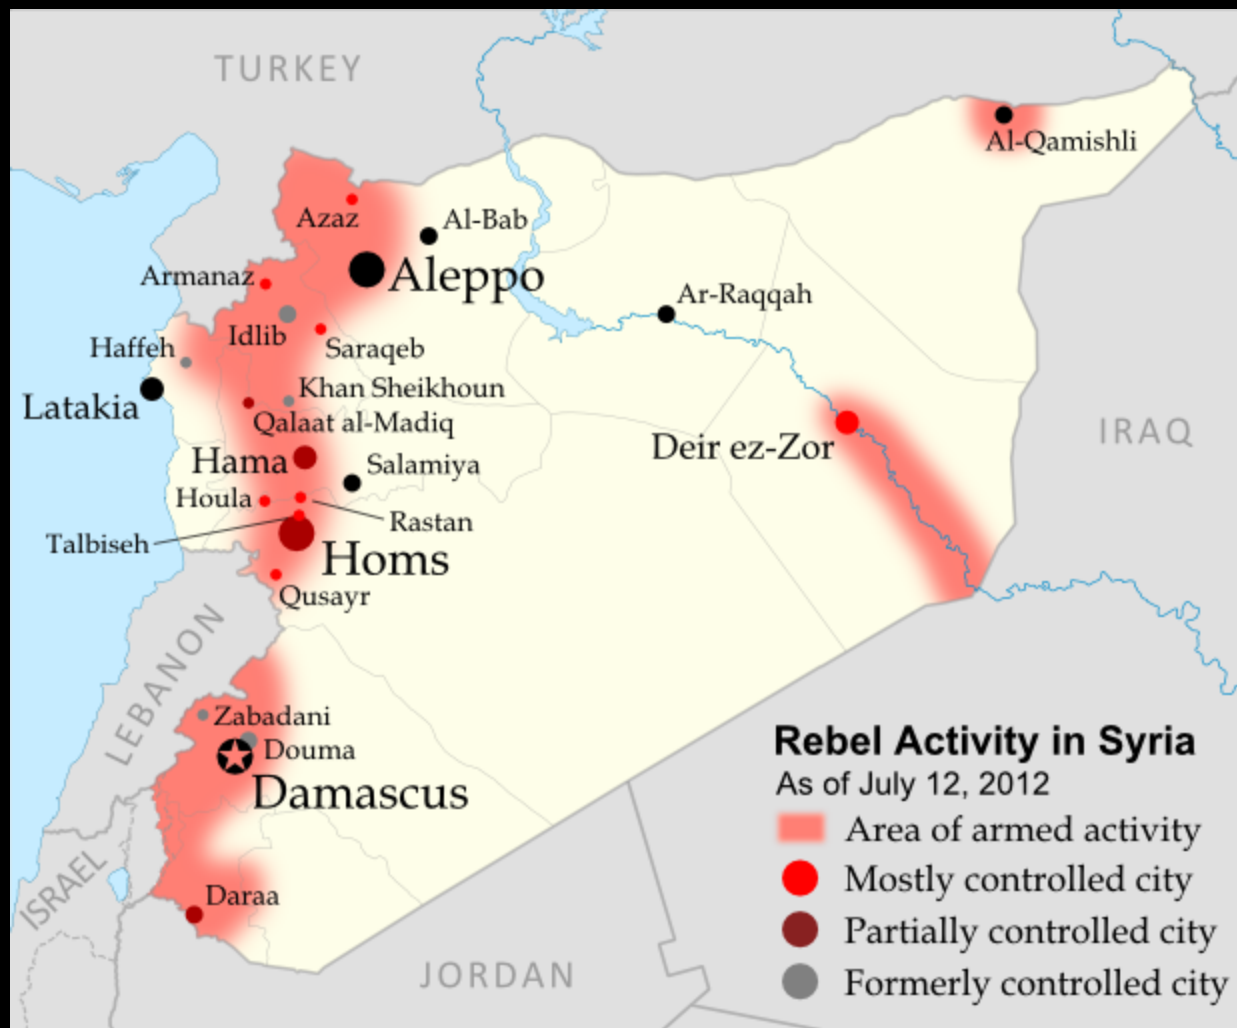 TURKEY
Al-Qamishli
Azaz
Al-Bab
Armanaz
Aleppo
Ar-Raqqah
Idlib
Haffeh
Saraqeb
Khan Sheikhoun
Latakia
Qalaat al-Madiq
IRAQ
Deir ez-Zor
Hama
Salamiya
Houla
Rastan
Talbiseh
Homs
Qusayr
LEBANON
Zabadani
Douma
Damascus
ISRAEL
Daraa
JORDAN
Rebel Activity in Syria
As of July 12, 2012
Area of armed activity
Mostly controlled city
Partially controlled city
Formerly controlled city